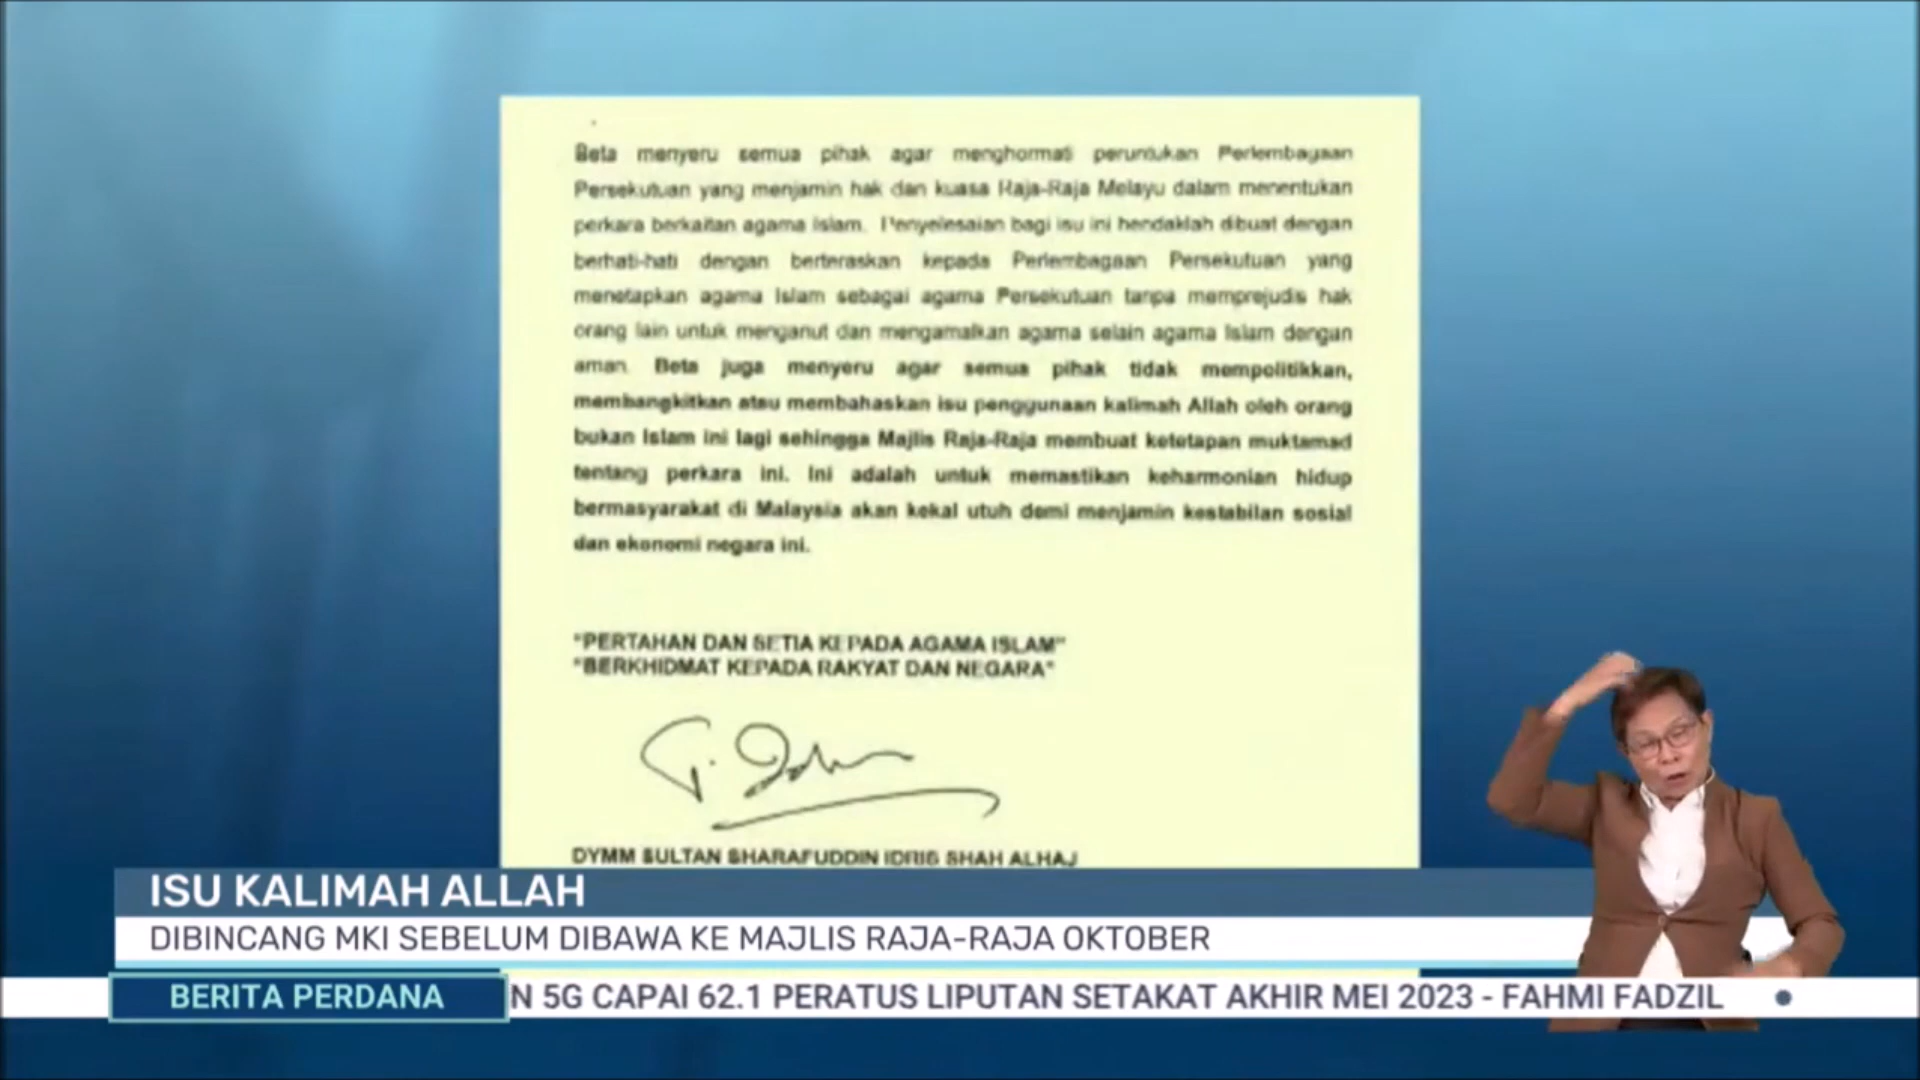 Beta menyeru semua pihak agar menghormati peruntukan Perlembagaan
Persekutuan yang menjamin hak dan kuasa Raja-Raja Melayu dalam menentukan
perkara berkaitan agama Islam. Penyelesaian bagi isu ini hendaklah dibuat dengan
berhati-hati dengan berteraskan kepada Perlembagaan Persekutuan yang
menetapkan agama Islam sebagai agama Persekutuan tanpa memprejudis hak
orang lain untuk menganut dan mengamalkan agama selain agama Islam dengan
aman. Beta juga menyeru agar semua pihak tidak mempolitikkan,
membangkitkan atau membahaskan isu penggunaan kalimah Allah oleh orang
bukan Islam ini lagi sehingga Majlis Raja-Raja membuat ketetapan muktamad
tentang perkara ini. Ini adalah untuk memastikan keharmonian hidup
bermasyarakat di Malaysia akan kekal utuh demi menjamin kestabilan sosial
dan ekonomi negara ini.
"PERTAHAN DAN SETIA KEPADA AGAMA ISLAM"
"BERKHIDMAT KEPADA RAKYAT DAN NEGARA"
DYMM SULTAN SHARAFUDDIN IDRIS SHAH ALHAJ
ISU KALIMAH ALLAH
DIBINCANG MKI SEBELUM DIBAWA KE MAJLIS RAJA-RAJA OKTOBER
BERITA PERDANA
N 5G CAPAI 62.1 PERATUS LIPUTAN SETAKAT AKHIR MEI 2023 - FAHMI FADZIL •